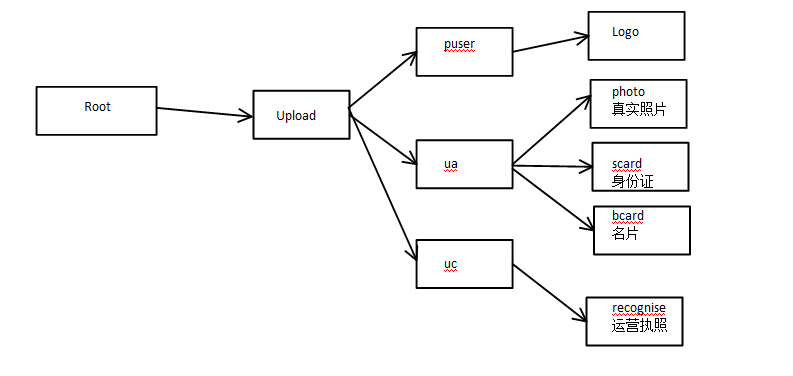 Root
Upload
puser
ua
uc
Logo
photo
真实照片
scard
身份证
bcard
名片
recognise
运营执照